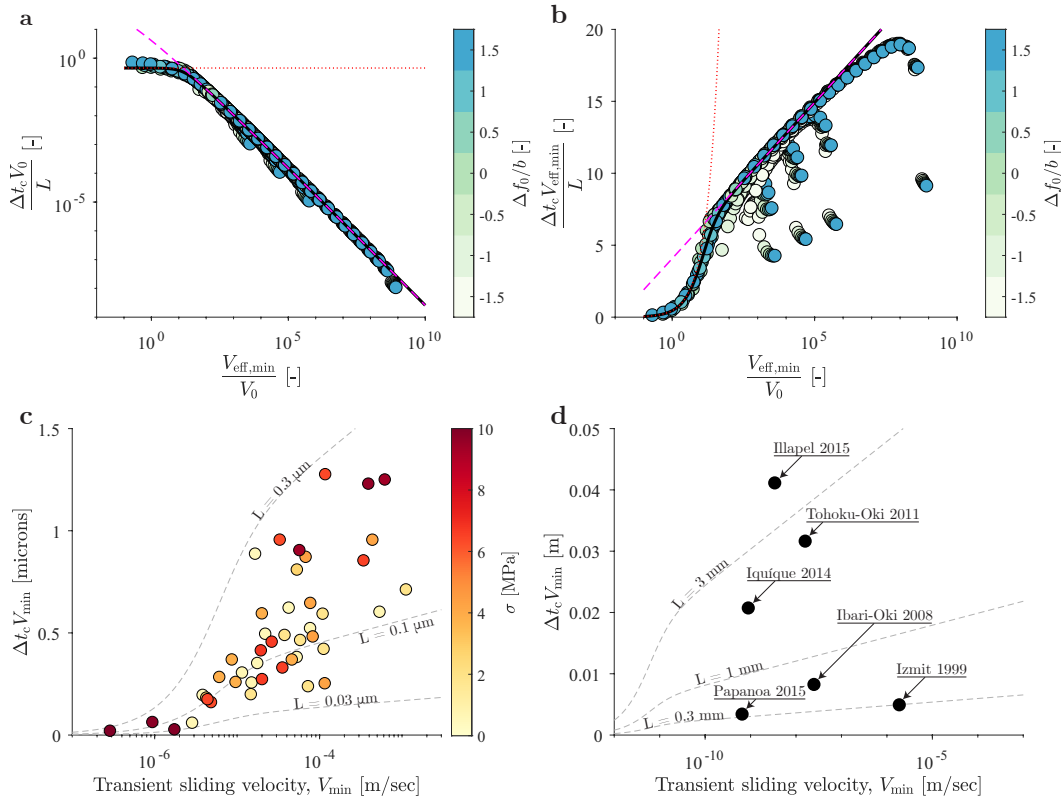 a
Δt_c V_0 / L [-]
10^0
10^-5
10^0
10^5
10^10
V_eff,min / V_0 [-]
1.5
1
0.5
0
-0.5
-1
-1.5
Δf_0/b [-]
b
Δt_c V_eff,min / L [-]
20
15
10
5
0
10^0
10^5
10^10
V_eff,min / V_0 [-]
1.5
1
0.5
0
-0.5
-1
-1.5
Δf_0/b [-]
c
Δt_c V_min [microns]
1.5
1
0.5
0
L = 0.3 μm
L = 0.1 μm
L = 0.03 μm
10^-6
10^-4
Transient sliding velocity, V_min [m/sec]
10
8
6
4
2
0
σ [MPa]
d
Δt_c V_min [m]
0.05
0.04
0.03
0.02
0.01
0
Illapel 2015
Tohoku-Oki 2011
Iquíque 2014
Ibari-Oki 2008
Izmit 1999
Papanoa 2015
L = 3 mm
L = 1 mm
L = 0.3 mm
10^-10
10^-5
Transient sliding velocity, V_min [m/sec]